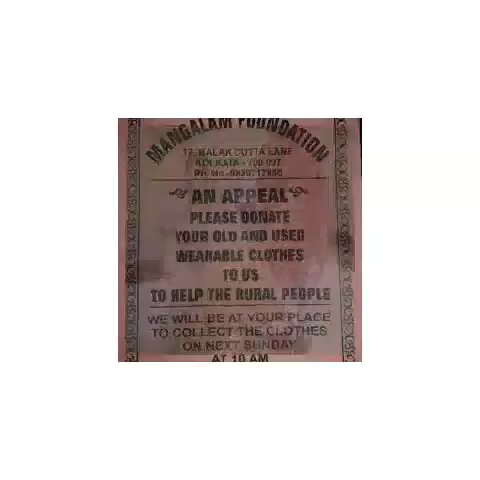 MANGALAM FOUNDATION
17, BALAK DUTTA LANE
KOLKATA - 700 007
AN APPEAL
PLEASE DONATE
YOUR OLD AND USED
WEARABLE CLOTHES
TO US
TO HELP THE RURAL PEOPLE
WE WILL BE AT YOUR PLACE
TO COLLECT THE CLOTHES
ON NEXT SUNDAY
AT 10 AM